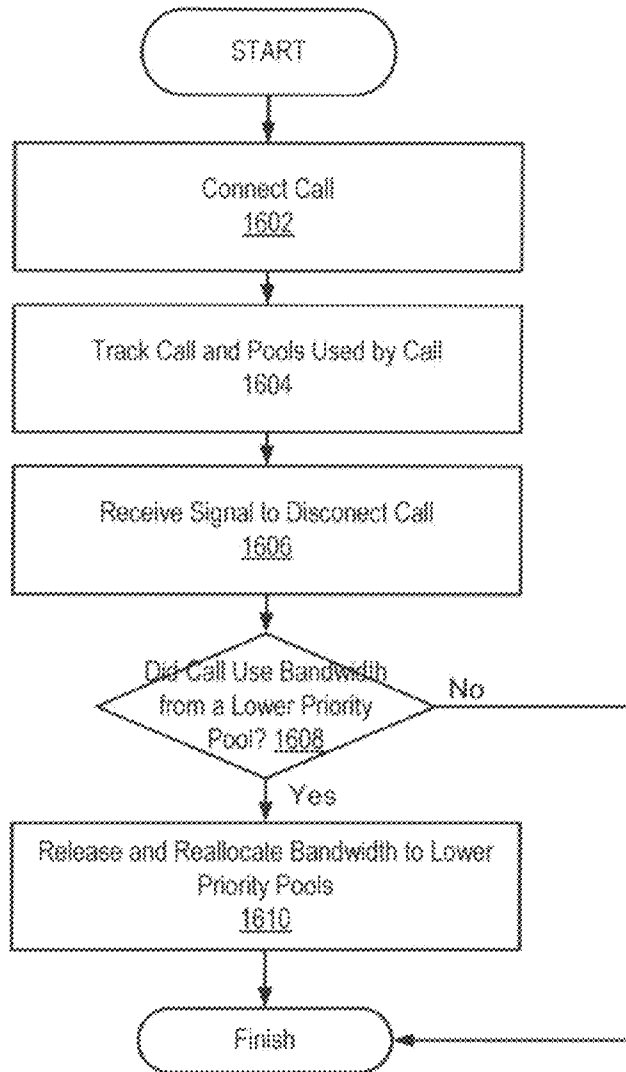 START
Connect Call
1602
Track Call and Pools Used by Call
1604
Receive Signal to Disconect Call
1606
Did Call Use Bandwidth
from a Lower Priority
Pool? 1608
No
Yes
Release and Reallocate Bandwidth to Lower
Priority Pools
1610
Finish